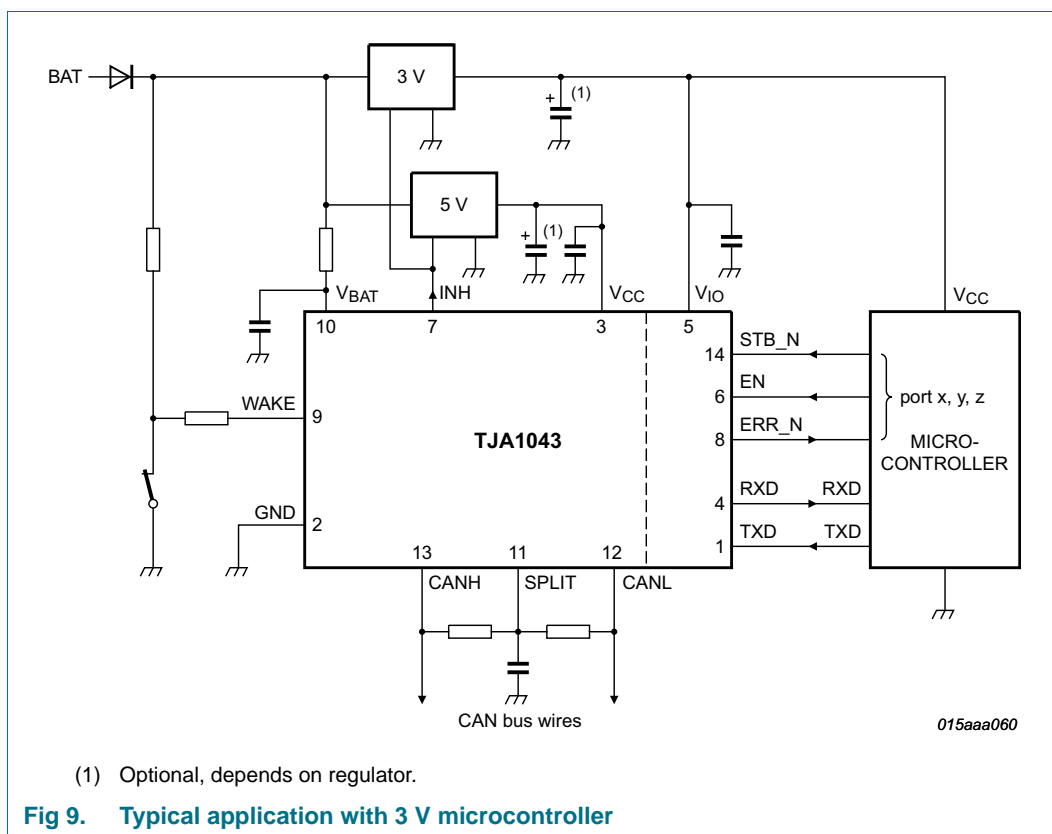 BAT
3 V
(1)
+
5 V
(1)
+
VBAT
INH
VCC
VIO
VCC
10
7
3
5
14
STB_N
6
EN
port x, y, z
WAKE
9
TJA1043
8
ERR_N
MICRO-
CONTROLLER
4
RXD
RXD
GND
2
1
TXD
TXD
13
11
12
CANH
SPLIT
CANL
CAN bus wires
015aaa060
(1) Optional, depends on regulator.
Fig 9. Typical application with 3 V microcontroller